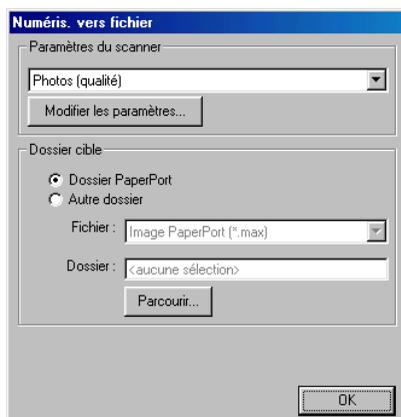 Numéris. vers fichier
Paramètres du scanner
Photos (qualité)
Modifier les paramètres...
Dossier cible
Dossier PaperPort
Autre dossier
Fichier : Image PaperPort (*.max)
Dossier : <aucune sélection>
Parcourir...
OK